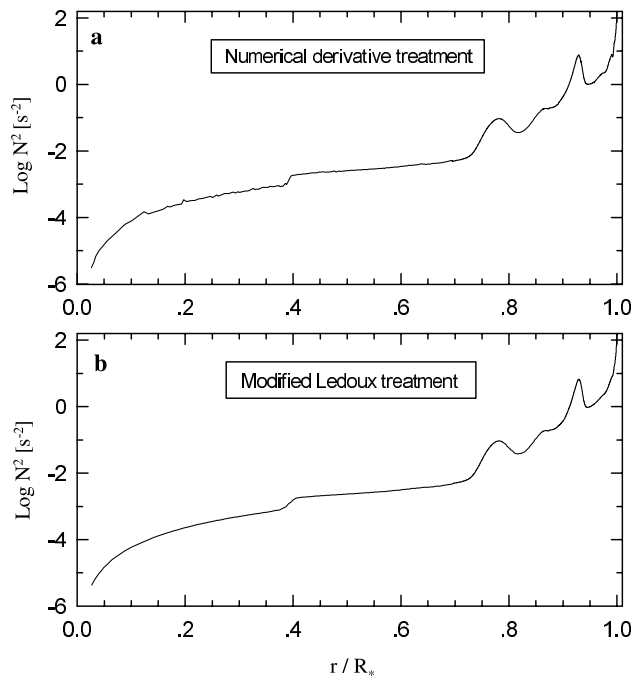 a
Numerical derivative treatment
Log N² [s⁻²]
2
0
-2
-4
-6
0.0 .2 .4 .6 .8 1.0
b
Modified Ledoux treatment
Log N² [s⁻²]
2
0
-2
-4
-6
0.0 .2 .4 .6 .8 1.0
r / R*